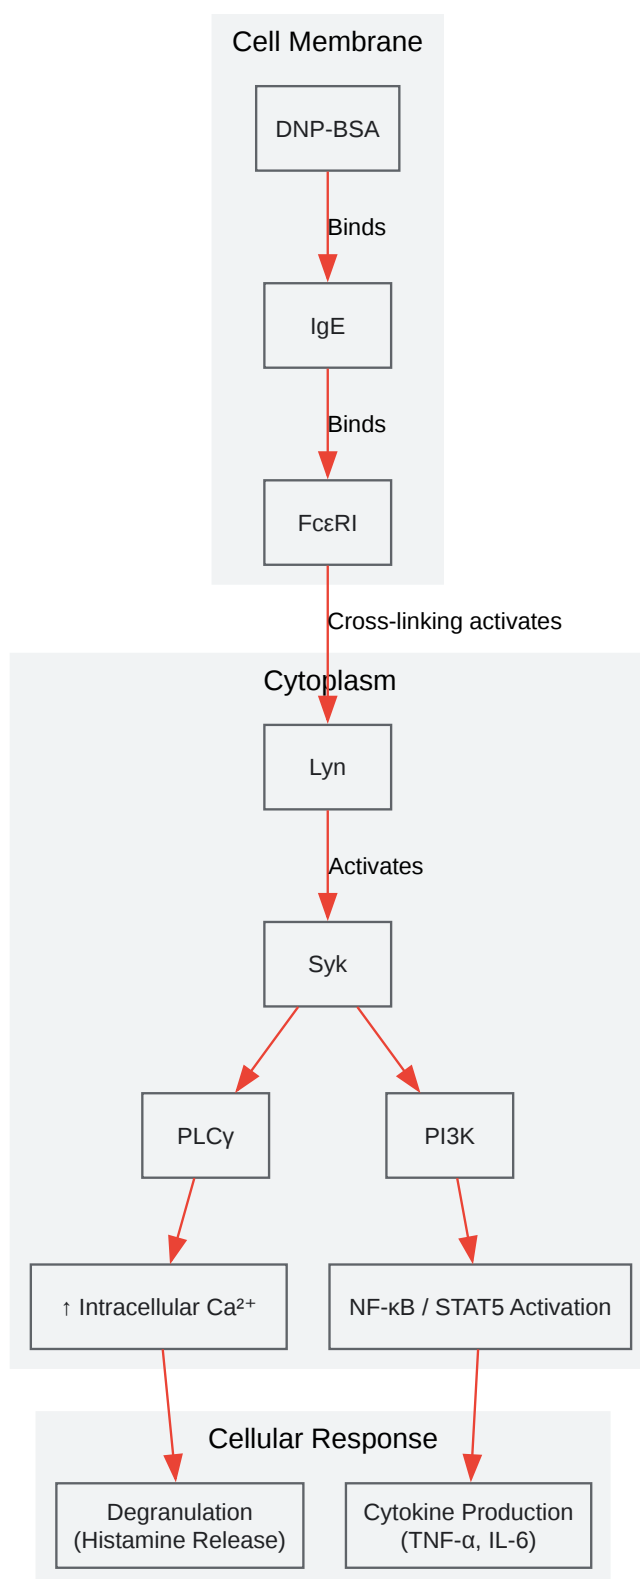 Cell Membrane
DNP-BSA
Binds
IgE
Binds
FcεRI
Cross-linking activates
Cytoplasm
Lyn
Activates
Syk
PLCγ
PI3K
↑ Intracellular Ca²⁺
NF-κB / STAT5 Activation
Cellular Response
Degranulation
(Histamine Release)
Cytokine Production
(TNF-α, IL-6)